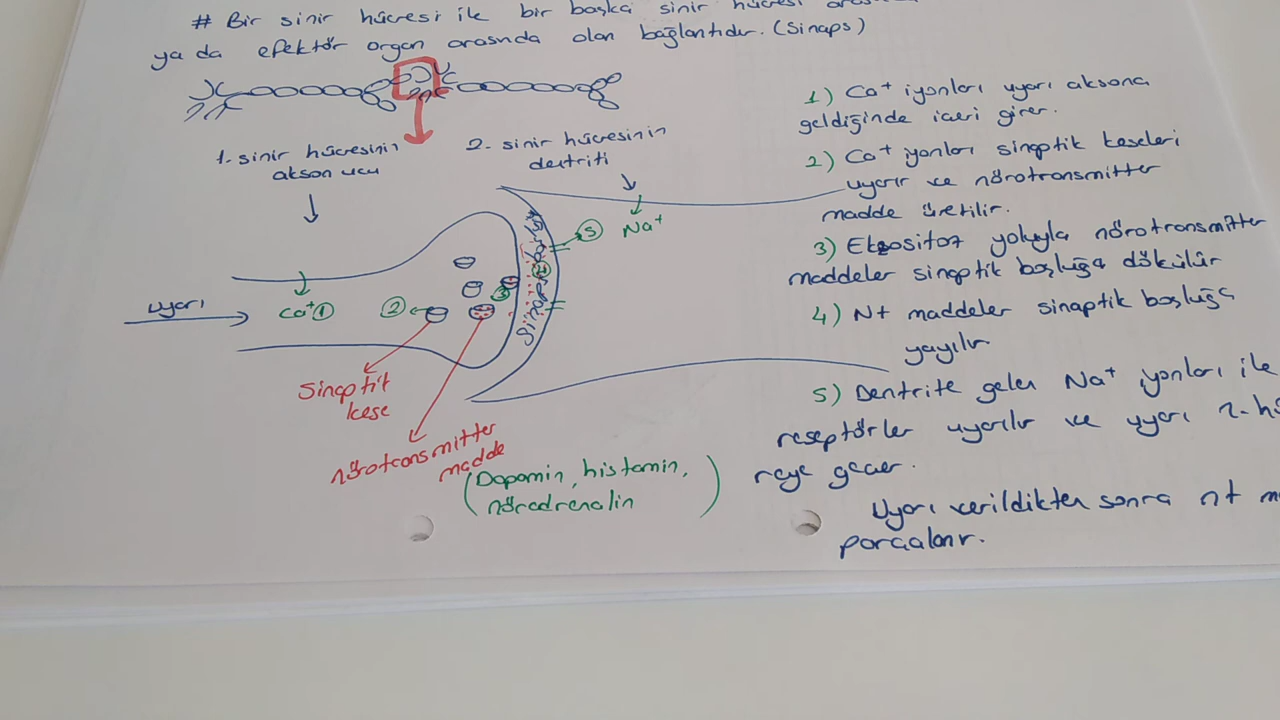 # Bir sinir hücresi ile bir başka sinir hücresi
ya da efektör organ arasında olan bağlantıdır. (Sinaps)
1. sinir hücresinin
akson ucu
2. sinir hücresinin
dentriti
uyarı
Ca⁺ ①
②
③
⑤
Na⁺
Sinaptik
kese
nörotransmitter
madde
(Dopamin, histamin,
nöradrenalin)
1) Ca⁺ iyonları uyarı aksona
geldiğinde içeri girer.
2) Ca⁺ iyonları sinaptik keseleri
uyarır ve nörotransmitter
madde üretilir.
3) Ekzositoz yoluyla nörotransmitter
maddeler sinaptik boşluğa dökülür
4) Nt maddeler sinaptik boşluğa
yayılır
5) Dentrite gelen Na⁺ iyonları ile
reseptörler uyarılır ve uyarı 2. hü
reye geçer.
Uyarı verildikten sonra nt m
parçalanır.